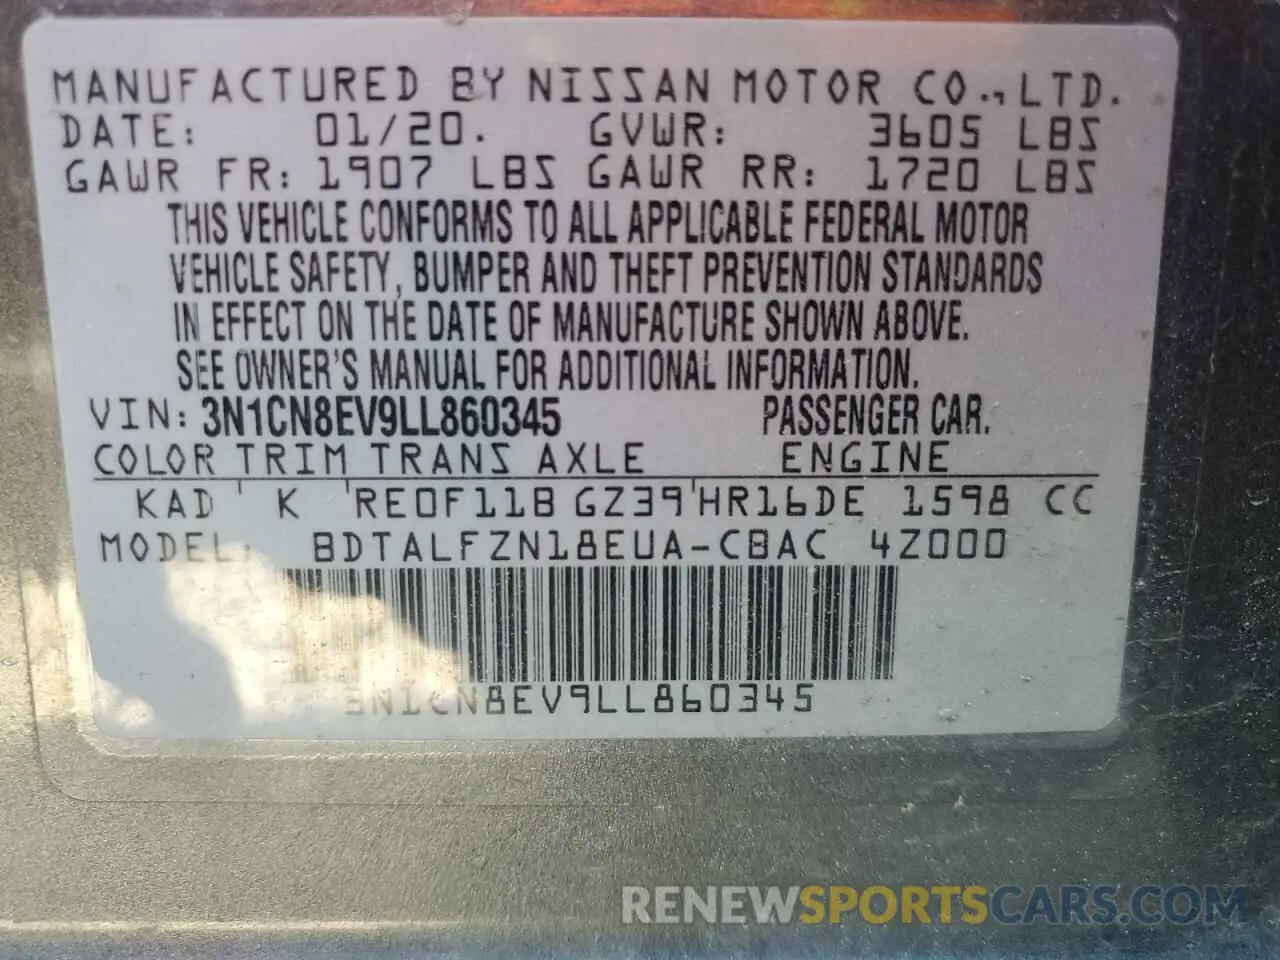 MANUFACTURED BY NISSAN MOTOR CO., LTD.
DATE: 01/20. GVWR: 3605 LBS
GAWR FR: 1907 LBS GAWR RR: 1720 LBS
THIS VEHICLE CONFORMS TO ALL APPLICABLE FEDERAL MOTOR
VEHICLE SAFETY, BUMPER AND THEFT PREVENTION STANDARDS
IN EFFECT ON THE DATE OF MANUFACTURE SHOWN ABOVE.
SEE OWNER'S MANUAL FOR ADDITIONAL INFORMATION.
VIN: 3N1CN8EV9LL860345 PASSENGER CAR.
COLOR TRIM TRANS AXLE ENGINE
KAD K RE0F11B GZ39 HR16DE 1598 CC
MODEL: BDTALFZN18EUA-CBAC 4Z000
3N1CN8EV9LL860345
RENEWSPORTSCARS.COM